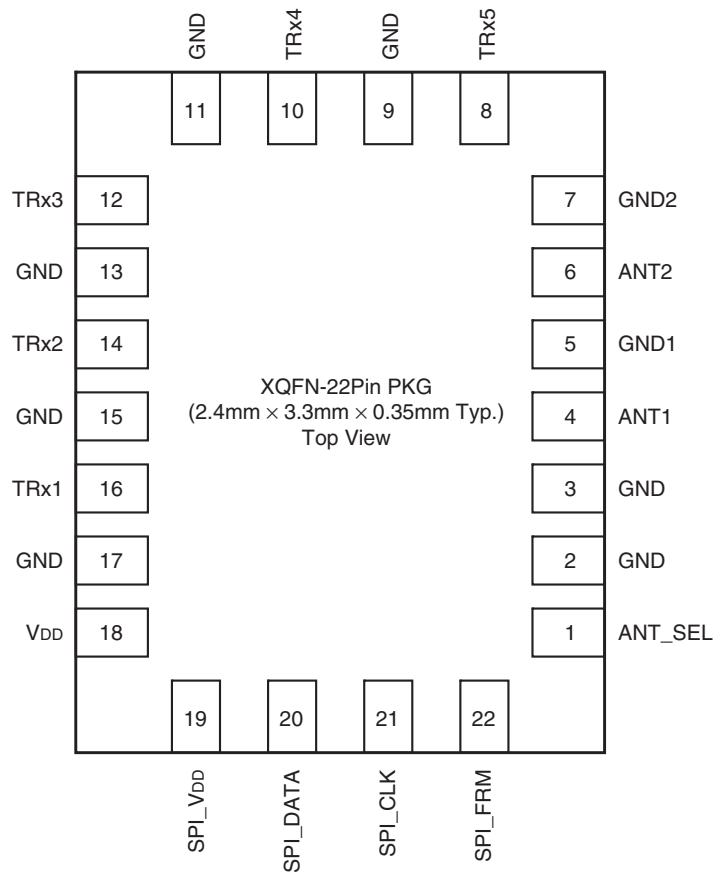 GND
TRx4
GND
TRx5
11
10
9
8
TRx3
12
7
GND2
GND
13
6
ANT2
TRx2
14
5
GND1
XQFN-22Pin PKG
(2.4mm × 3.3mm × 0.35mm Typ.)
Top View
GND
15
4
ANT1
TRx1
16
3
GND
GND
17
2
GND
VDD
18
1
ANT_SEL
19
20
21
22
SPI_VDD
SPI_DATA
SPI_CLK
SPI_FRM